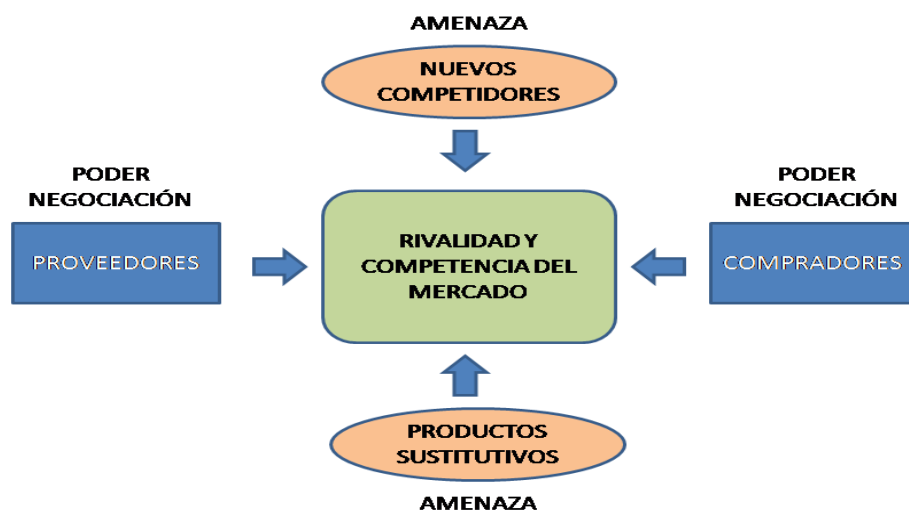 AMENAZA
NUEVOS
COMPETIDORES
PODER
NEGOCIACIÓN
PROVEEDORES
RIVALIDAD Y
COMPETENCIA DEL
MERCADO
PODER
NEGOCIACIÓN
COMPRADORES
PRODUCTOS
SUSTITUTIVOS
AMENAZA